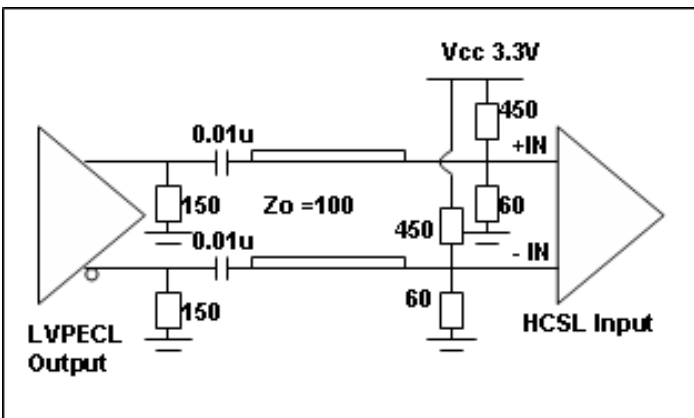 Vcc 3.3V
450
0.01u
+IN
150
Zo =100
60
450
0.01u
- IN
150
60
LVPECL
Output
HCSL Input